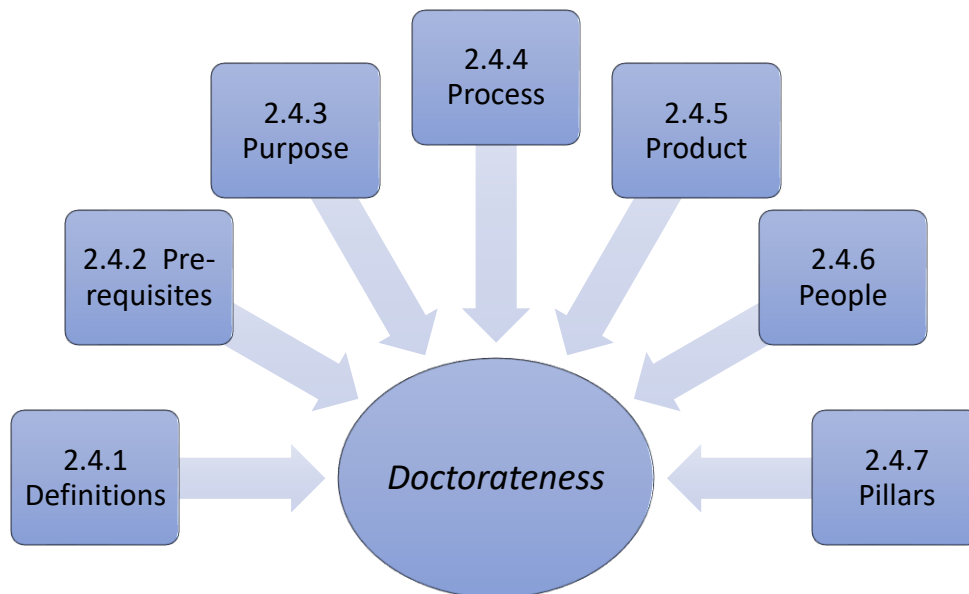 2.4.4
Process
2.4.3
Purpose
2.4.5
Product
2.4.2 Pre-
requisites
2.4.6
People
2.4.1
Definitions
Doctorateness
2.4.7
Pillars